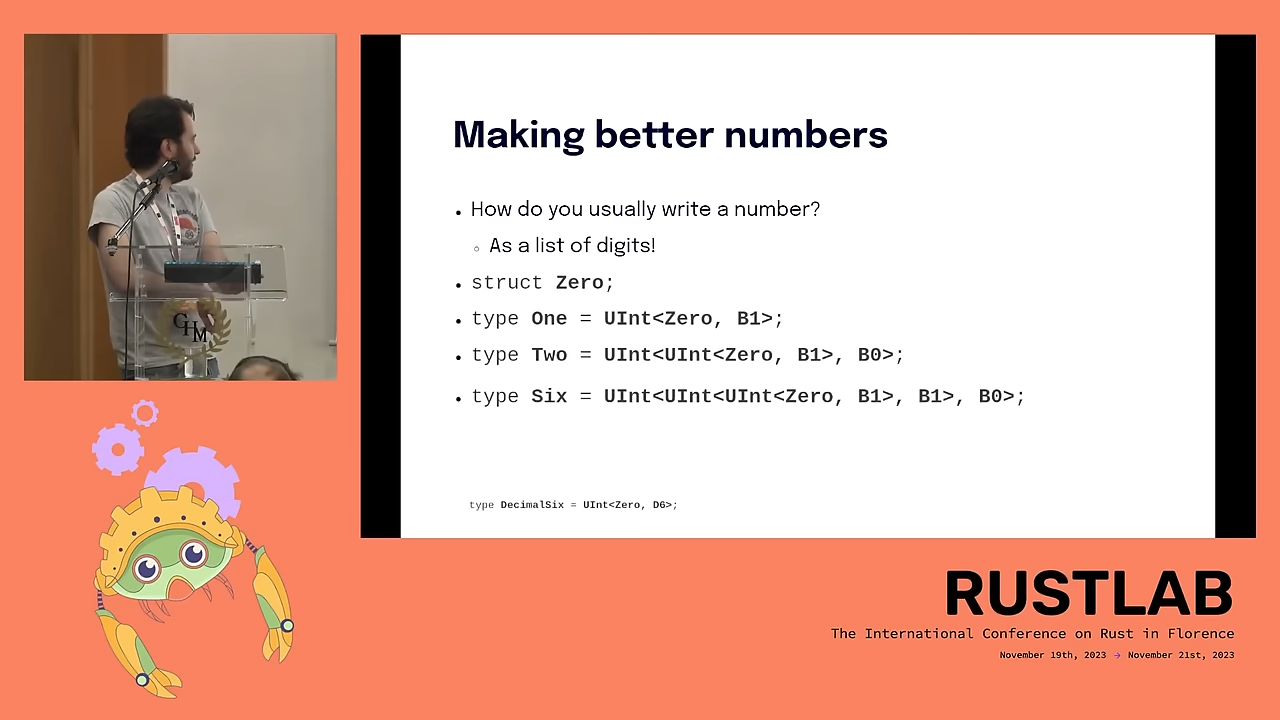 Making better numbers
How do you usually write a number?
As a list of digits!
struct Zero;
type One = UInt<Zero, B1>;
type Two = UInt<UInt<Zero, B1>, B0>;
type Six = UInt<UInt<UInt<Zero, B1>, B1>, B0>;
type DecimalSix = UInt<Zero, D6>;
GHM
RUSTLAB
The International Conference on Rust in Florence
November 19th, 2023 → November 21st, 2023